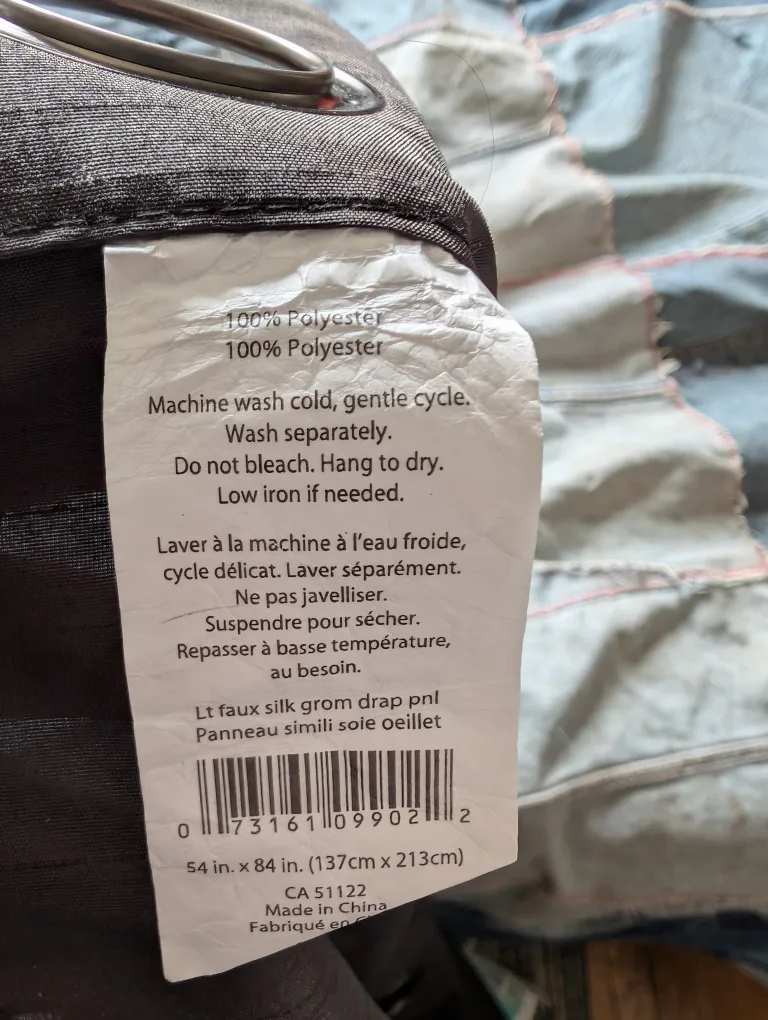 100% Polyester
100% Polyester
Machine wash cold, gentle cycle.
Wash separately.
Do not bleach. Hang to dry.
Low iron if needed.
Laver à la machine à l'eau froide,
cycle délicat. Laver séparément.
Ne pas javelliser.
Suspendre pour sécher.
Repasser à basse température,
au besoin.
Lt faux silk grom drap pnl
Panneau simili soie oeillet
0 73161 09902 2
54 in. x 84 in. (137cm x 213cm)
CA 51122
Made in China
Fabriqué en